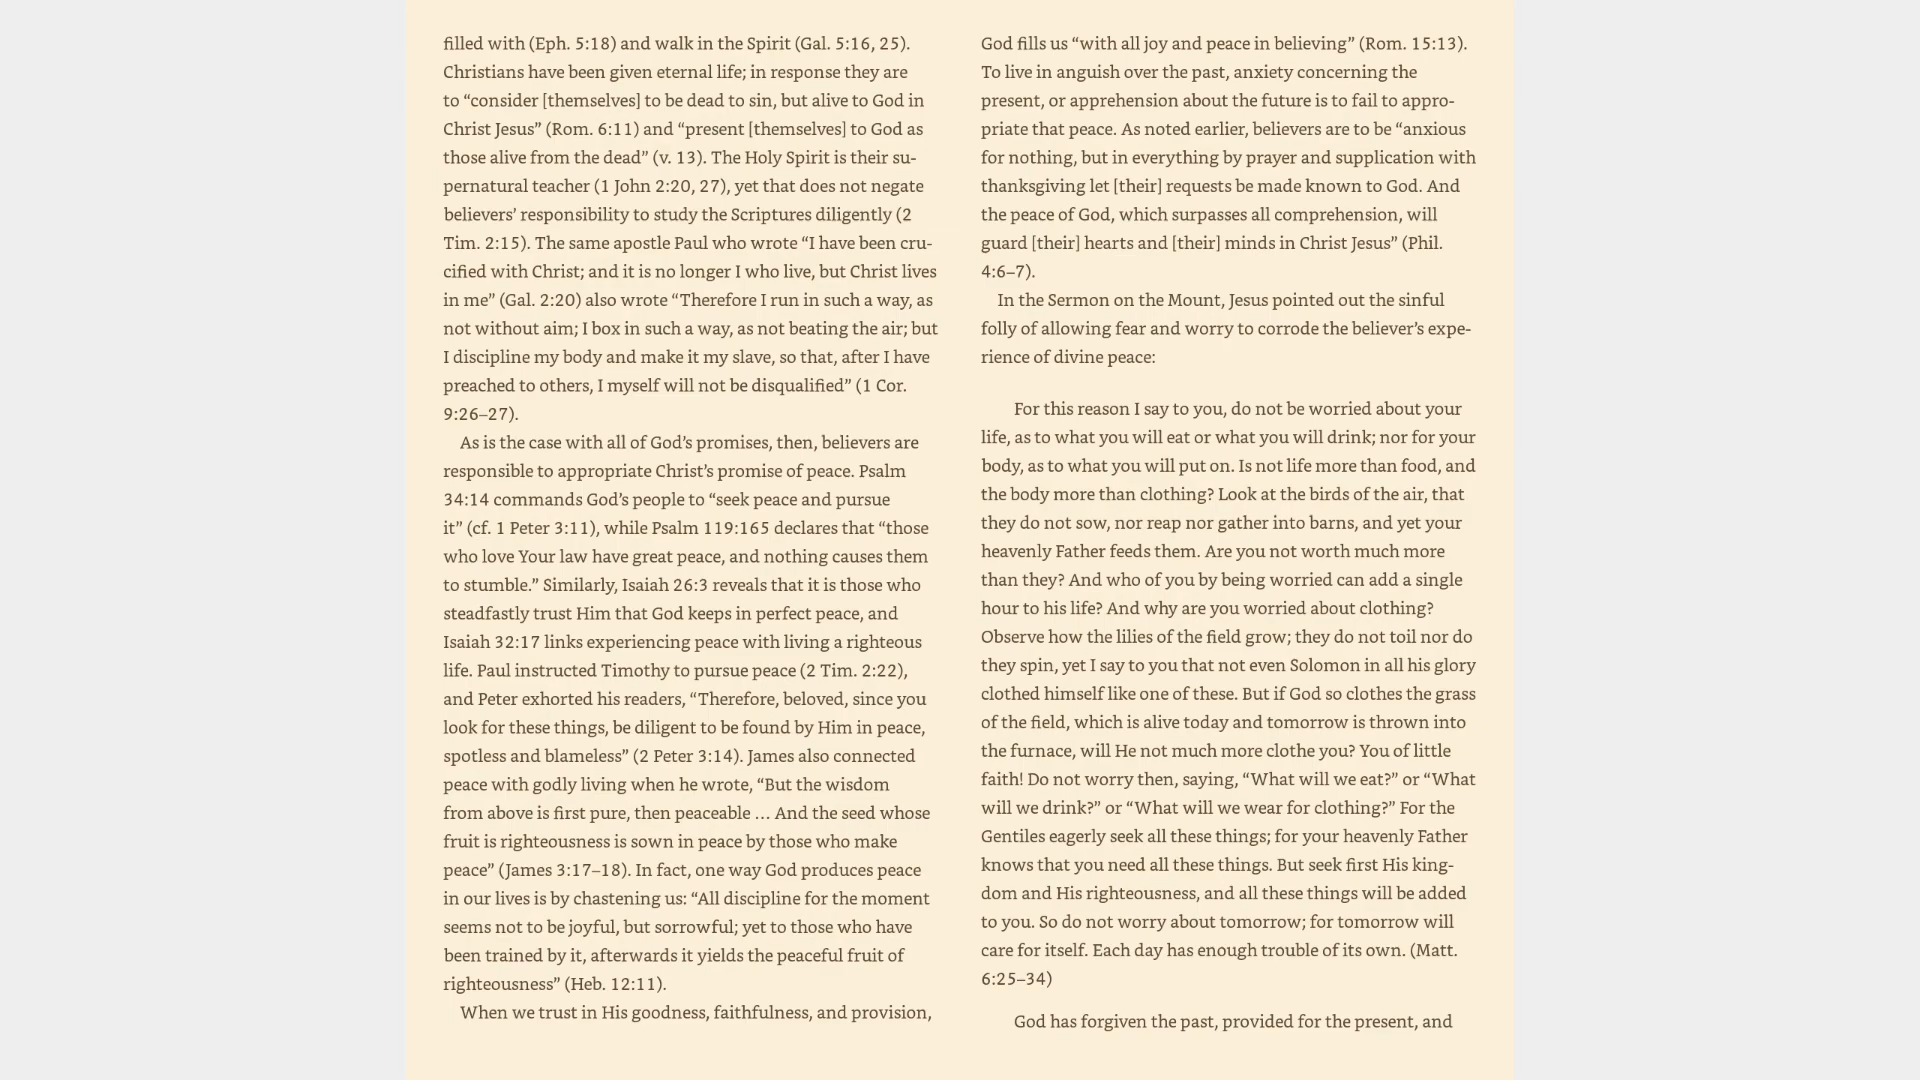 filled with (Eph. 5:18) and walk in the Spirit (Gal. 5:16, 25).
Christians have been given eternal life; in response they are
to “consider [themselves] to be dead to sin, but alive to God in
Christ Jesus” (Rom. 6:11) and “present [themselves] to God as
those alive from the dead” (v. 13). The Holy Spirit is their su-
pernatural teacher (1 John 2:20, 27), yet that does not negate
believers’ responsibility to study the Scriptures diligently (2
Tim. 2:15). The same apostle Paul who wrote “I have been cru-
cified with Christ; and it is no longer I who live, but Christ lives
in me” (Gal. 2:20) also wrote “Therefore I run in such a way, as
not without aim; I box in such a way, as not beating the air; but
I discipline my body and make it my slave, so that, after I have
preached to others, I myself will not be disqualified” (1 Cor.
9:26–27).
As is the case with all of God’s promises, then, believers are
responsible to appropriate Christ’s promise of peace. Psalm
34:14 commands God’s people to “seek peace and pursue
it” (cf. 1 Peter 3:11), while Psalm 119:165 declares that “those
who love Your law have great peace, and nothing causes them
to stumble.” Similarly, Isaiah 26:3 reveals that it is those who
steadfastly trust Him that God keeps in perfect peace, and
Isaiah 32:17 links experiencing peace with living a righteous
life. Paul instructed Timothy to pursue peace (2 Tim. 2:22),
and Peter exhorted his readers, “Therefore, beloved, since you
look for these things, be diligent to be found by Him in peace,
spotless and blameless” (2 Peter 3:14). James also connected
peace with godly living when he wrote, “But the wisdom
from above is first pure, then peaceable … And the seed whose
fruit is righteousness is sown in peace by those who make
peace” (James 3:17–18). In fact, one way God produces peace
in our lives is by chastening us: “All discipline for the moment
seems not to be joyful, but sorrowful; yet to those who have
been trained by it, afterwards it yields the peaceful fruit of
righteousness” (Heb. 12:11).
When we trust in His goodness, faithfulness, and provision,
God fills us “with all joy and peace in believing” (Rom. 15:13).
To live in anguish over the past, anxiety concerning the
present, or apprehension about the future is to fail to appro-
priate that peace. As noted earlier, believers are to be “anxious
for nothing, but in everything by prayer and supplication with
thanksgiving let [their] requests be made known to God. And
the peace of God, which surpasses all comprehension, will
guard [their] hearts and [their] minds in Christ Jesus” (Phil.
4:6–7).
In the Sermon on the Mount, Jesus pointed out the sinful
folly of allowing fear and worry to corrode the believer’s expe-
rience of divine peace:
For this reason I say to you, do not be worried about your
life, as to what you will eat or what you will drink; nor for your
body, as to what you will put on. Is not life more than food, and
the body more than clothing? Look at the birds of the air, that
they do not sow, nor reap nor gather into barns, and yet your
heavenly Father feeds them. Are you not worth much more
than they? And who of you by being worried can add a single
hour to his life? And why are you worried about clothing?
Observe how the lilies of the field grow; they do not toil nor do
they spin, yet I say to you that not even Solomon in all his glory
clothed himself like one of these. But if God so clothes the grass
of the field, which is alive today and tomorrow is thrown into
the furnace, will He not much more clothe you? You of little
faith! Do not worry then, saying, “What will we eat?” or “What
will we drink?” or “What will we wear for clothing?” For the
Gentiles eagerly seek all these things; for your heavenly Father
knows that you need all these things. But seek first His king-
dom and His righteousness, and all these things will be added
to you. So do not worry about tomorrow; for tomorrow will
care for itself. Each day has enough trouble of its own. (Matt.
6:25–34)
God has forgiven the past, provided for the present, and